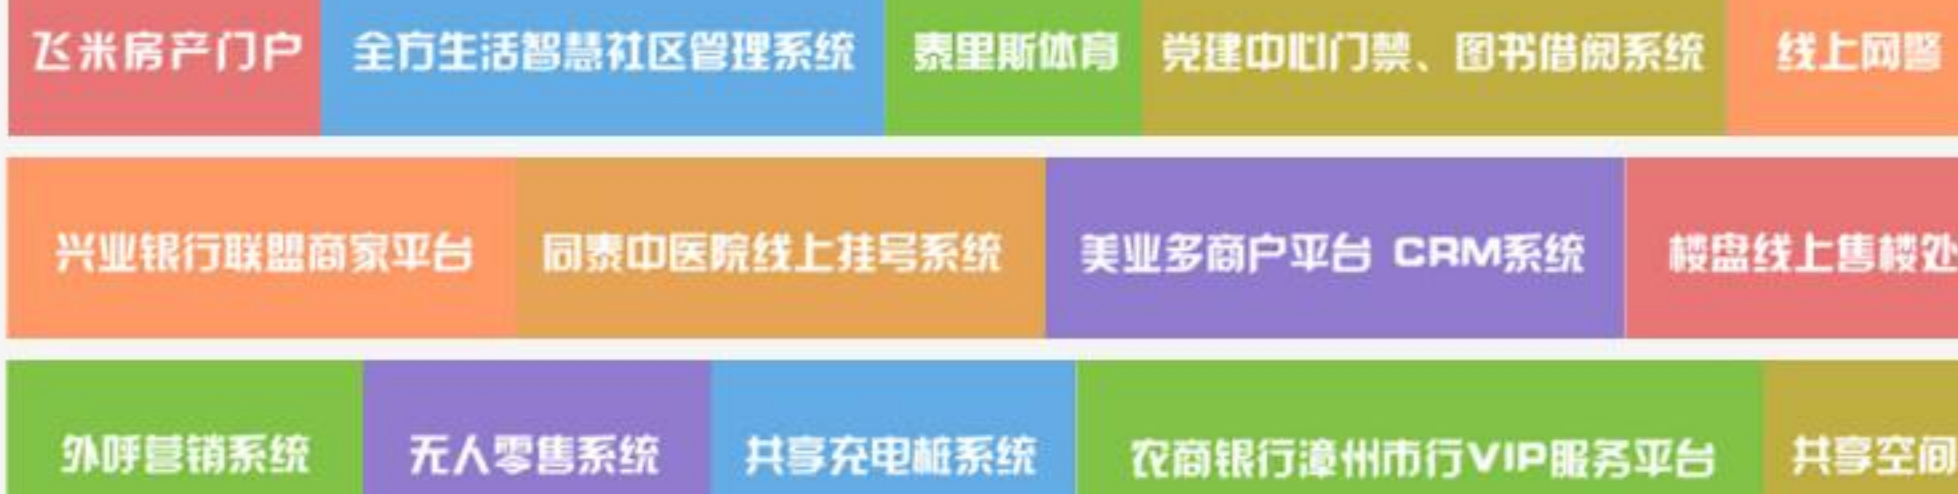 飞米房产门户 全方生活智慧社区管理系统 泰里斯体育 党建中心门禁、图书借阅系统 线上网警
兴业银行联盟商家平台 同泰中医院线上挂号系统 美业多商户平台 CRM系统 楼盘线上售楼处
外呼营销系统 无人零售系统 共享充电桩系统 农商银行漳州市行VIP服务平台 共享空间